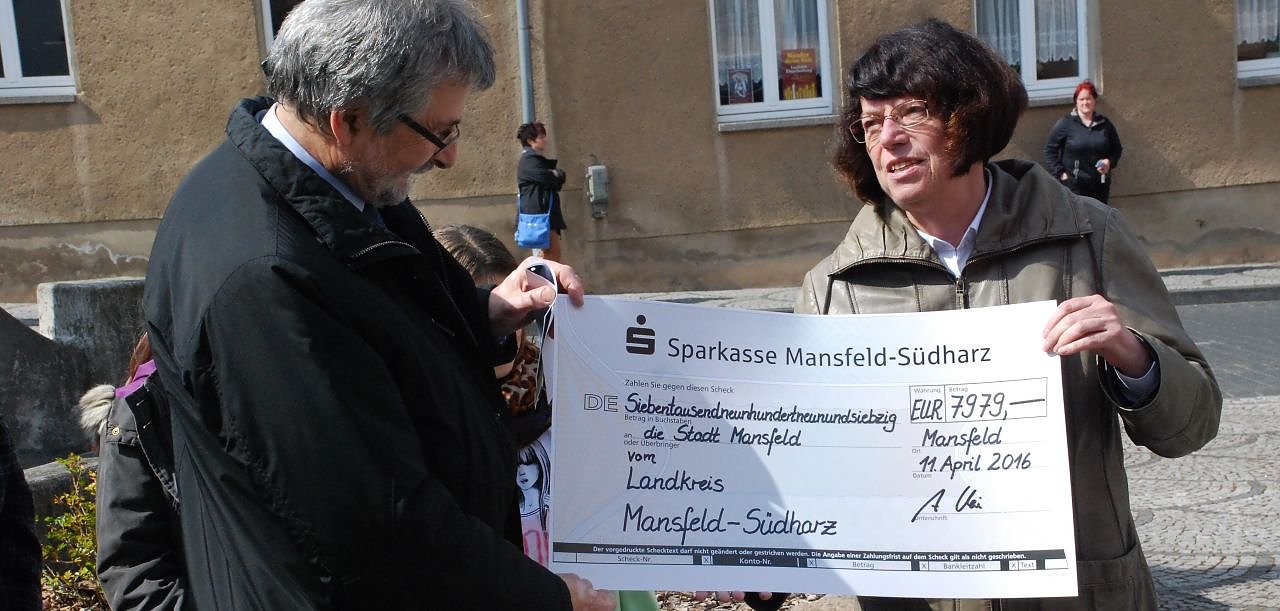 Sparkasse Mansfeld-Südharz
Zahlen Sie gegen diesen Scheck
Währung Betrag
DE Siebentausendneunhundertneunundsiebzig EUR 7979,—
Betrag in Buchstaben
an die Stadt Mansfeld Mansfeld
oder Überbringer Ort
vom 11. April 2016
Datum
Landkreis
Unterschrift
Mansfeld-Südharz
Der vorgedruckte Schecktext darf nicht geändert oder gestrichen werden. Die Angabe einer Zahlungsfrist auf dem Scheck gilt als nicht geschrieben.
Scheck-Nr. X Konto-Nr. X Betrag X Bankleitzahl X Text